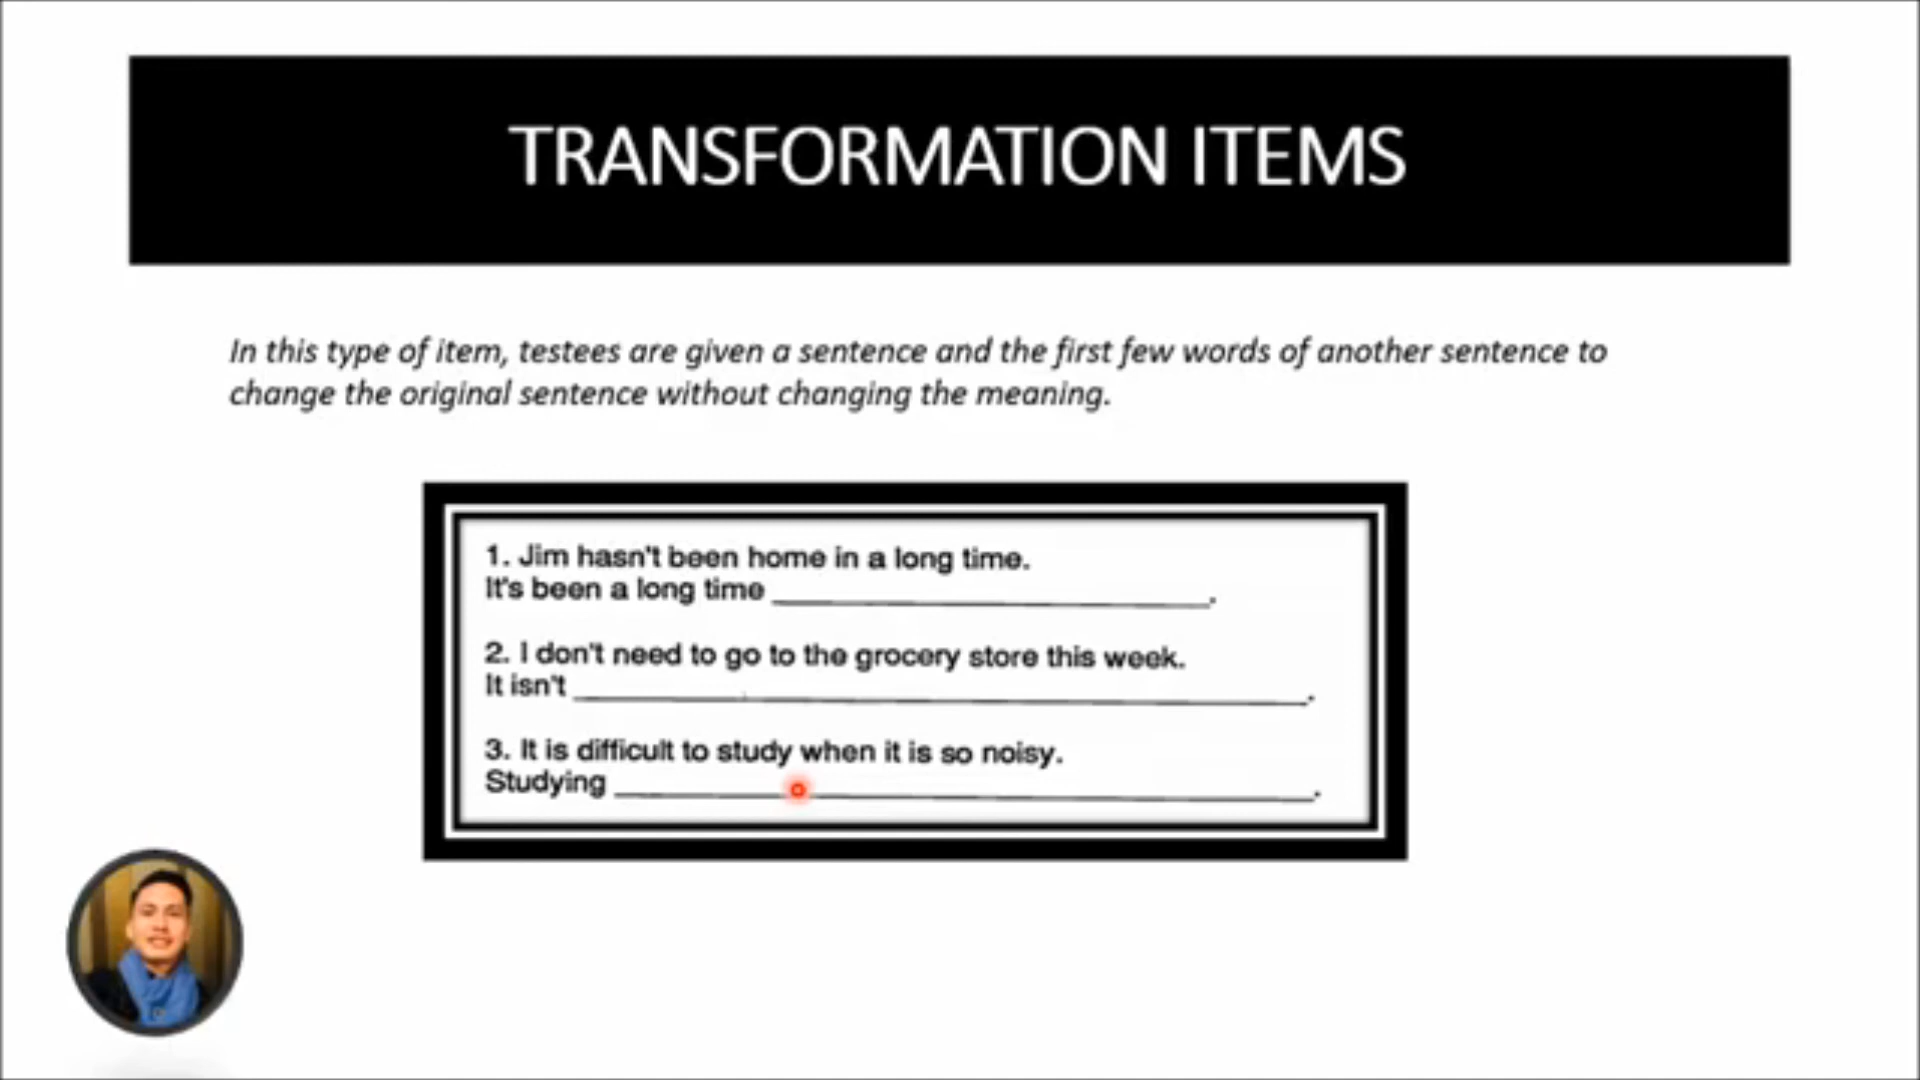 TRANSFORMATION ITEMS
In this type of item, testees are given a sentence and the first few words of another sentence to
change the original sentence without changing the meaning.
1. Jim hasn't been home in a long time.
It's been a long time ____________________.
2. I don't need to go to the grocery store this week.
It isn't ____________________.
3. It is difficult to study when it is so noisy.
Studying ____________________.